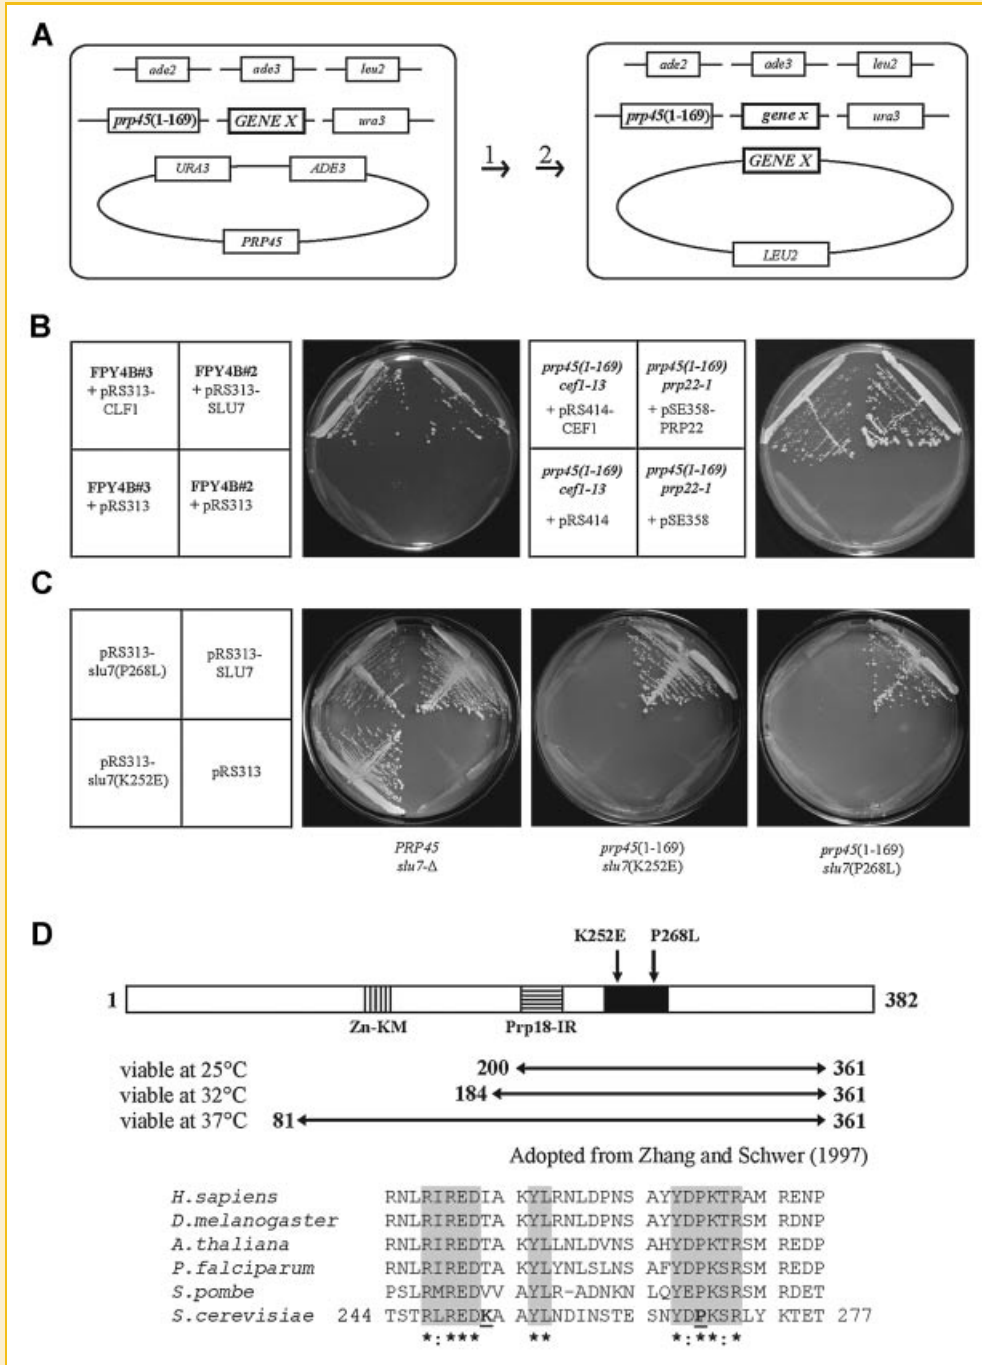 A
ade2 ade3 leu2
prp45(1-169) GENE X ura3
URA3 ADE3
PRP45
1 2
ade2 ade3 leu2
prp45(1-169) gene x ura3
GENE X
LEU2
B
FPY4B#3
+ pRS313-
CLF1
FPY4B#2
+ pRS313-
SLU7
FPY4B#3
+ pRS313
FPY4B#2
+ pRS313
prp45(1-169)
cef1-13
+ pRS414-
CEF1
prp45(1-169)
prp22-1
+ pSE358-
PRP22
prp45(1-169)
cef1-13
+ pRS414
prp45(1-169)
prp22-1
+ pSE358
C
pRS313-
slu7(P268L)
pRS313-
SLU7
pRS313-
slu7(K252E)
pRS313
PRP45
slu7-Δ
prp45(1-169)
slu7(K252E)
prp45(1-169)
slu7(P268L)
D
K252E P268L
1 382
Zn-KM Prp18-IR
viable at 25°C 200 361
viable at 32°C 184 361
viable at 37°C 81 361
Adopted from Zhang and Schwer (1997)
H.sapiens RNLRIREDIA KYLRNLDPNS AYYDPKTRAM RENP
D.melanogaster RNLRIREDTA KYLRNLDPNS AYYDPKTRSM RDNP
A.thaliana RNLRIREDTA KYLLNLDVNS AHYDPKTRSM REDP
P.falciparum RNLRIREDTA KYLYNLSLNS AFYDPKSRSM REDP
S.pombe PSLRMREDVV AYLR-ADNKN LQYEPKSRSM RDET
S.cerevisiae 244 TSTRLREDKA AYLNDINSTE SNYDPKSRLY KTET 277
*:*** ** *:**:*